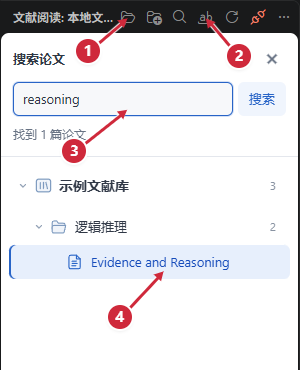 文献阅读: 本地文...
ab
1
2
搜索论文
reasoning
搜索
找到 1 篇论文
3
示例文献库
3
逻辑推理
2
Evidence and Reasoning
4